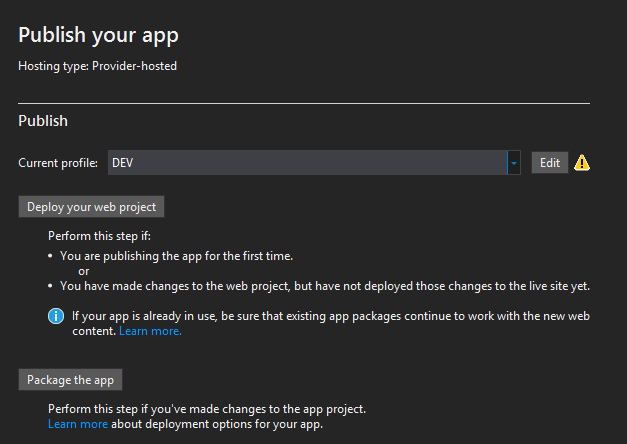 Publish your app
Hosting type: Provider-hosted
Publish
Current profile: DEV Edit
Deploy your web project
Perform this step if:
• You are publishing the app for the first time.
or
• You have made changes to the web project, but have not deployed those changes to the live site yet.
If your app is already in use, be sure that existing app packages continue to work with the new web
content. Learn more.
Package the app
Perform this step if you've made changes to the app project.
Learn more about deployment options for your app.